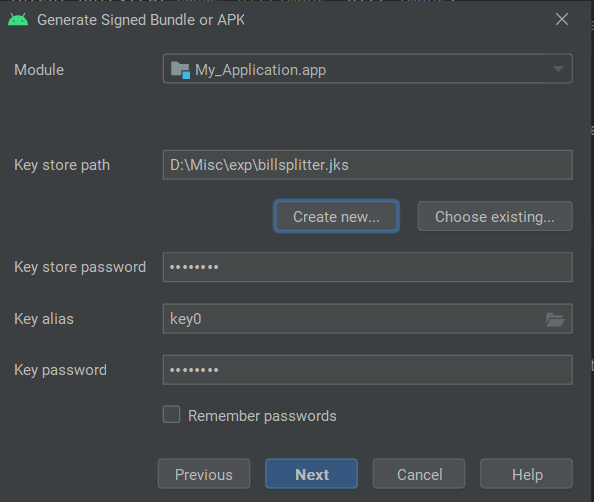 Generate Signed Bundle or APK
Module My_Application.app
Key store path D:\Misc\exp\billsplitter.jks
Create new... Choose existing...
Key store password ••••••••
Key alias key0
Key password ••••••••
Remember passwords
Previous Next Cancel Help